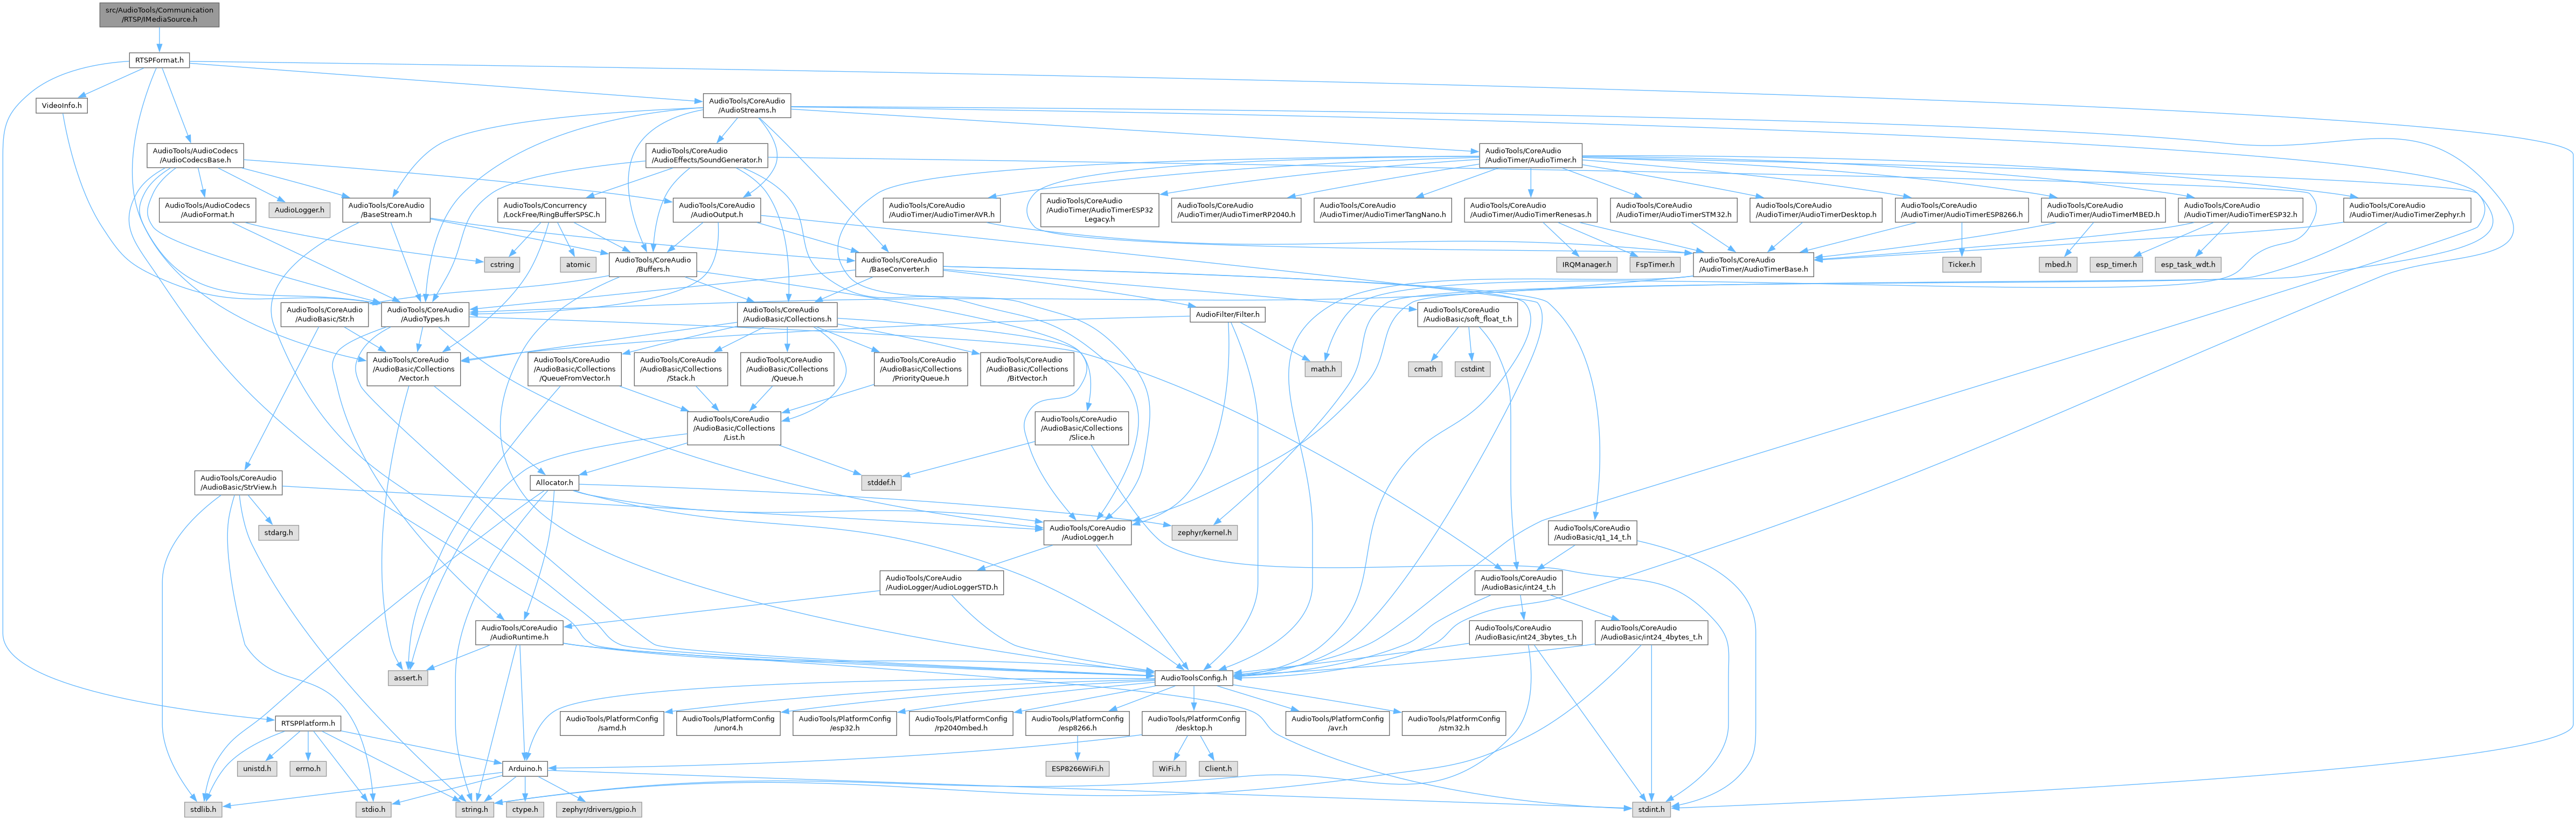 src/AudioTools/Communication
/RTSP/IMediaSource.h
RTSPFormat.h
VideoInfo.h
AudioTools/CoreAudio
/AudioStreams.h
AudioTools/AudioCodecs
/AudioCodecsBase.h
AudioTools/CoreAudio
/AudioEffects/SoundGenerator.h
AudioTools/CoreAudio
/AudioTimer/AudioTimer.h
AudioTools/AudioCodecs
/AudioFormat.h
AudioLogger.h
AudioTools/CoreAudio
/BaseStream.h
AudioTools/Concurrency
/LockFree/RingBufferSPSC.h
AudioTools/CoreAudio
/AudioOutput.h
AudioTools/CoreAudio
/AudioTimer/AudioTimerAVR.h
AudioTools/CoreAudio
/AudioTimer/AudioTimerESP32
Legacy.h
AudioTools/CoreAudio
/AudioTimer/AudioTimerRP2040.h
AudioTools/CoreAudio
/AudioTimer/AudioTimerTangNano.h
AudioTools/CoreAudio
/AudioTimer/AudioTimerRenesas.h
AudioTools/CoreAudio
/AudioTimer/AudioTimerSTM32.h
AudioTools/CoreAudio
/AudioTimer/AudioTimerDesktop.h
AudioTools/CoreAudio
/AudioTimer/AudioTimerESP8266.h
AudioTools/CoreAudio
/AudioTimer/AudioTimerMBED.h
AudioTools/CoreAudio
/AudioTimer/AudioTimerESP32.h
AudioTools/CoreAudio
/AudioTimer/AudioTimerZephyr.h
cstring
atomic
AudioTools/CoreAudio
/Buffers.h
AudioTools/CoreAudio
/BaseConverter.h
IRQManager.h
FspTimer.h
AudioTools/CoreAudio
/AudioTimer/AudioTimerBase.h
Ticker.h
mbed.h
esp_timer.h
esp_task_wdt.h
AudioTools/CoreAudio
/AudioBasic/Str.h
AudioTools/CoreAudio
/AudioTypes.h
AudioTools/CoreAudio
/AudioBasic/Collections.h
AudioFilter/Filter.h
AudioTools/CoreAudio
/AudioBasic/soft_float_t.h
AudioTools/CoreAudio
/AudioBasic/Collections
/Vector.h
AudioTools/CoreAudio
/AudioBasic/Collections
/QueueFromVector.h
AudioTools/CoreAudio
/AudioBasic/Collections
/Stack.h
AudioTools/CoreAudio
/AudioBasic/Collections
/Queue.h
AudioTools/CoreAudio
/AudioBasic/Collections
/PriorityQueue.h
AudioTools/CoreAudio
/AudioBasic/Collections
/BitVector.h
math.h
cmath
cstdint
AudioTools/CoreAudio
/AudioBasic/Collections
/List.h
AudioTools/CoreAudio
/AudioBasic/Collections
/Slice.h
AudioTools/CoreAudio
/AudioBasic/StrView.h
Allocator.h
stddef.h
stdarg.h
AudioTools/CoreAudio
/AudioLogger.h
zephyr/kernel.h
AudioTools/CoreAudio
/AudioBasic/q1_14_t.h
AudioTools/CoreAudio
/AudioLogger/AudioLoggerSTD.h
AudioTools/CoreAudio
/AudioBasic/int24_t.h
AudioTools/CoreAudio
/AudioRuntime.h
AudioTools/CoreAudio
/AudioBasic/int24_3bytes_t.h
AudioTools/CoreAudio
/AudioBasic/int24_4bytes_t.h
assert.h
AudioToolsConfig.h
RTSPPlatform.h
AudioTools/PlatformConfig
/samd.h
AudioTools/PlatformConfig
/unor4.h
AudioTools/PlatformConfig
/esp32.h
AudioTools/PlatformConfig
/rp2040mbed.h
AudioTools/PlatformConfig
/esp8266.h
AudioTools/PlatformConfig
/desktop.h
AudioTools/PlatformConfig
/avr.h
AudioTools/PlatformConfig
/stm32.h
unistd.h
errno.h
Arduino.h
ESP8266WiFi.h
WiFi.h
Client.h
stdlib.h
stdio.h
string.h
ctype.h
zephyr/drivers/gpio.h
stdint.h